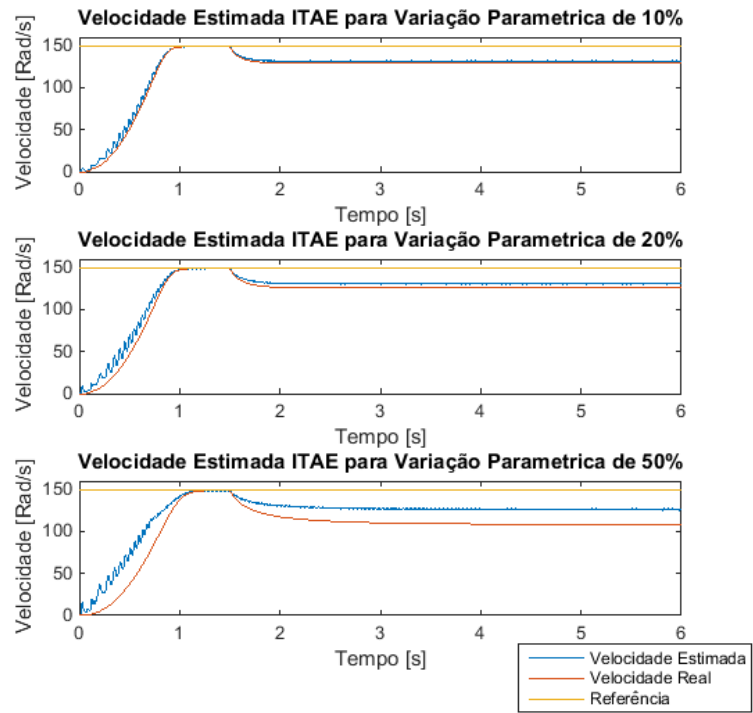 Velocidade Estimada ITAE para Variação Parametrica de 10%
Velocidade [Rad/s]
150
100
50
0
0 1 2 3 4 5 6
Tempo [s]
Velocidade Estimada ITAE para Variação Parametrica de 20%
Velocidade [Rad/s]
150
100
50
0
0 1 2 3 4 5 6
Tempo [s]
Velocidade Estimada ITAE para Variação Parametrica de 50%
Velocidade [Rad/s]
150
100
50
0
0 1 2 3 4 5 6
Tempo [s]
Velocidade Estimada
Velocidade Real
Referência